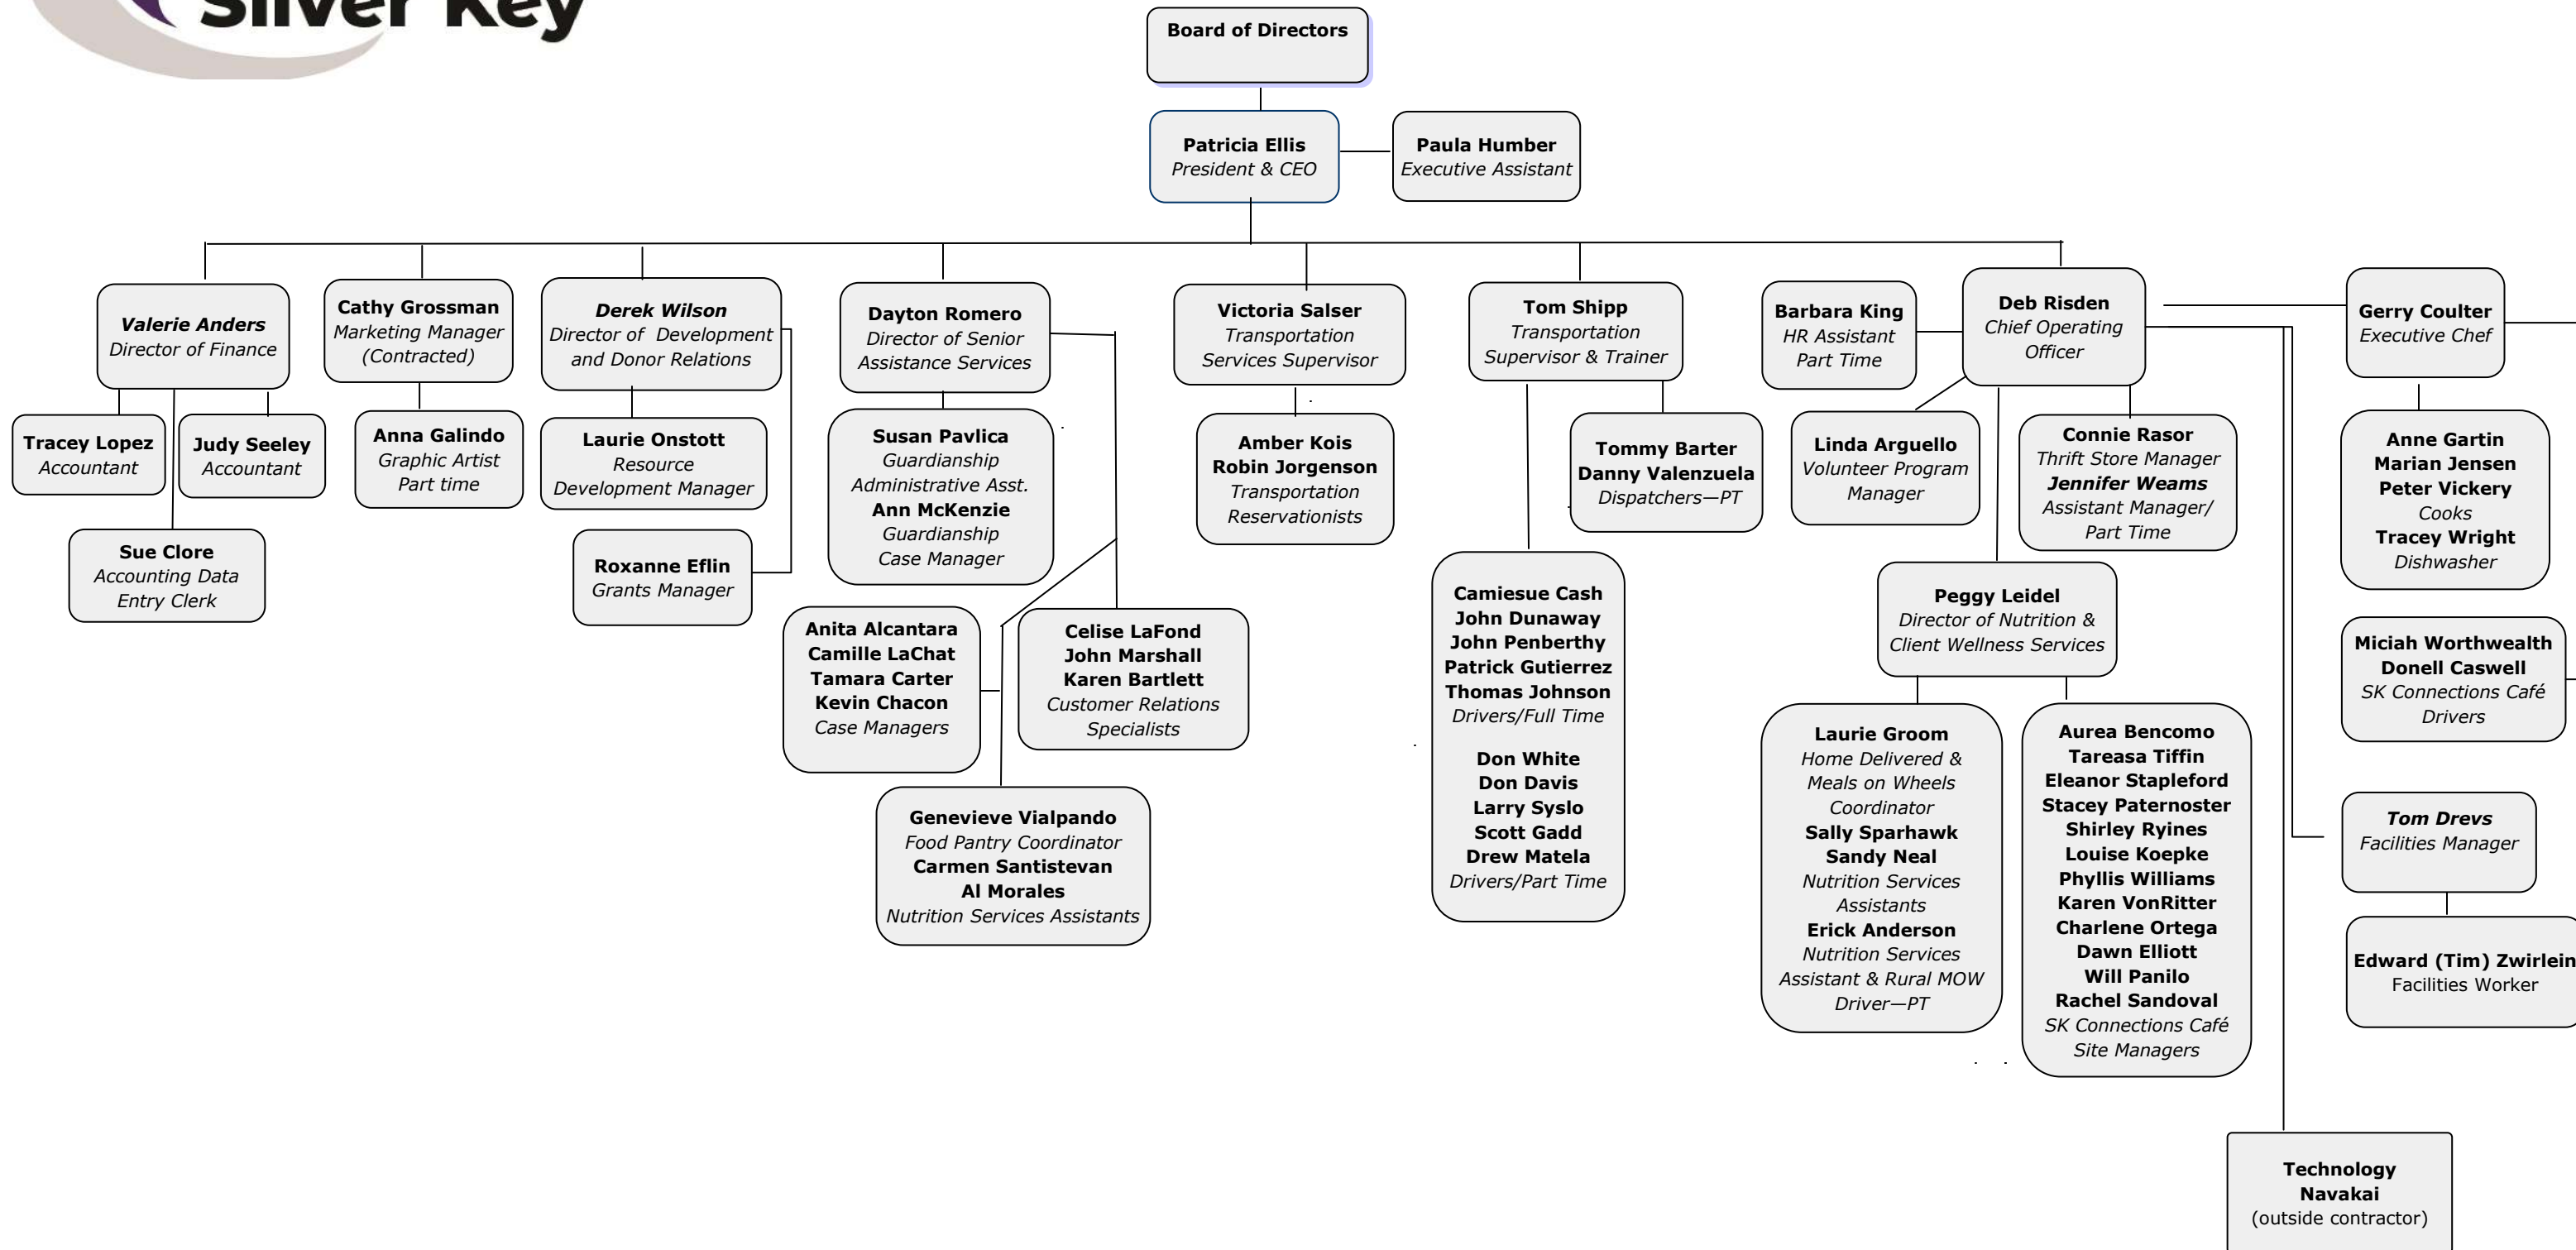 Silver Key
Board of Directors
Patricia Ellis
President & CEO
Paula Humber
Executive Assistant
Valerie Anders
Director of Finance
Cathy Grossman
Marketing Manager
(Contracted)
Derek Wilson
Director of Development
and Donor Relations
Dayton Romero
Director of Senior
Assistance Services
Victoria Salser
Transportation
Services Supervisor
Tom Shipp
Transportation
Supervisor & Trainer
Barbara King
HR Assistant
Part Time
Deb Risden
Chief Operating
Officer
Gerry Coulter
Executive Chef
Tracey Lopez
Accountant
Judy Seeley
Accountant
Sue Clore
Accounting Data
Entry Clerk
Anna Galindo
Graphic Artist
Part time
Laurie Onstott
Resource
Development Manager
Roxanne Eflin
Grants Manager
Susan Pavlica
Guardianship
Administrative Asst.
Ann McKenzie
Guardianship
Case Manager
Anita Alcantara
Camille LaChat
Tamara Carter
Kevin Chacon
Case Managers
Celise LaFond
John Marshall
Karen Bartlett
Customer Relations
Specialists
Genevieve Vialpando
Food Pantry Coordinator
Carmen Santistevan
Al Morales
Nutrition Services Assistants
Amber Kois
Robin Jorgenson
Transportation
Reservationists
Tommy Barter
Danny Valenzuela
Dispatchers—PT
Camiesue Cash
John Dunaway
John Penberthy
Patrick Gutierrez
Thomas Johnson
Drivers/Full Time
Don White
Don Davis
Larry Syslo
Scott Gadd
Drew Matela
Drivers/Part Time
Linda Arguello
Volunteer Program
Manager
Connie Rasor
Thrift Store Manager
Jennifer Weams
Assistant Manager/
Part Time
Peggy Leidel
Director of Nutrition &
Client Wellness Services
Laurie Groom
Home Delivered &
Meals on Wheels
Coordinator
Sally Sparhawk
Sandy Neal
Nutrition Services
Assistants
Erick Anderson
Nutrition Services
Assistant & Rural MOW
Driver—PT
Aurea Bencomo
Tareasa Tiffin
Eleanor Stapleford
Stacey Paternoster
Shirley Ryines
Louise Koepke
Phyllis Williams
Karen VonRitter
Charlene Ortega
Dawn Elliott
Will Panilo
Rachel Sandoval
SK Connections Café
Site Managers
Anne Gartin
Marian Jensen
Peter Vickery
Cooks
Tracey Wright
Dishwasher
Miciah Worthwealth
Donell Caswell
SK Connections Café
Drivers
Tom Drevs
Facilities Manager
Edward (Tim) Zwirlein
Facilities Worker
Technology
Navakai
(outside contractor)